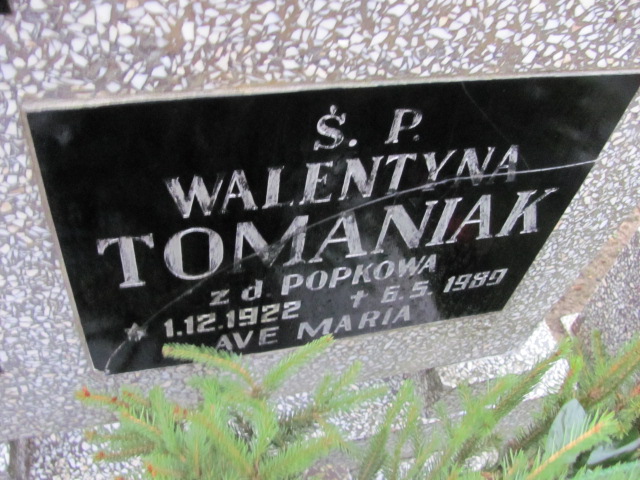 Ś. P.
WALENTYNA
TOMANIAK
z d. POPKOWA
* 1.12.1922 † 6.5.1989
AVE MARIA